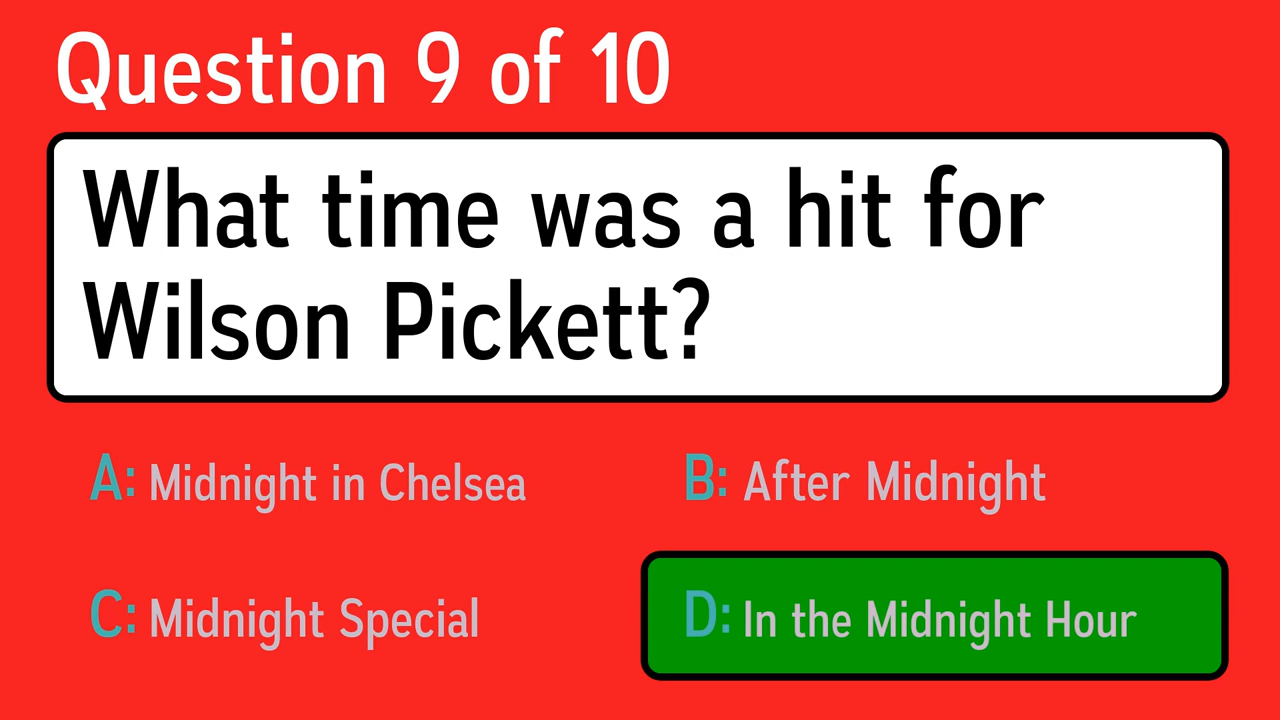 Question 9 of 10
What time was a hit for
Wilson Pickett?
A: Midnight in Chelsea
B: After Midnight
C: Midnight Special
D: In the Midnight Hour